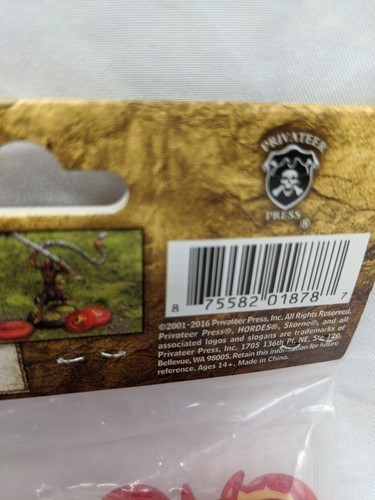 PRIVATEER
PRESS®
8 75582 01878 7
©2001-2016 Privateer Press, Inc. All Rights Reserved.
Privateer Press®, HORDES®, Skorne®, and all
associated logos and slogans are trademarks of
Privateer Press, Inc. 1705 136th Pl. NE, Ste 120,
Bellevue, WA 98005. Retain this information for future
reference. Ages 14+. Made in China.